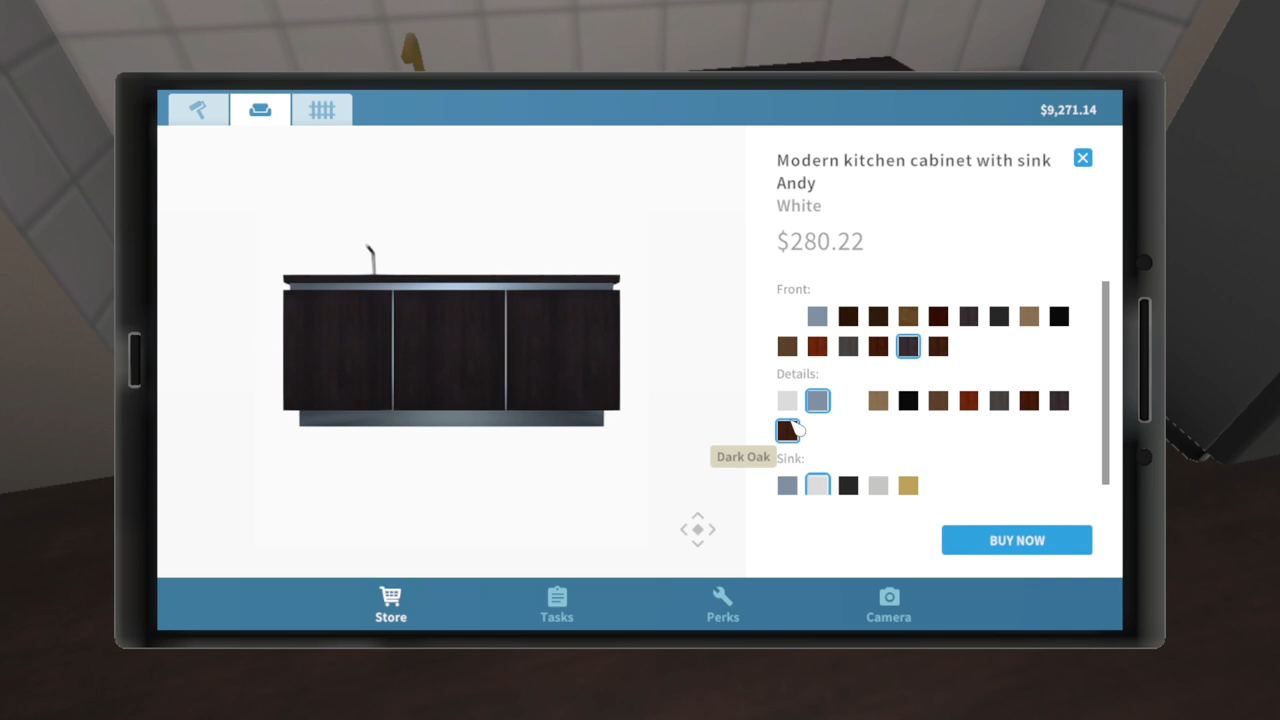 $9,271.14
Modern kitchen cabinet with sink
Andy
White
$280.22
Front:
Details:
Dark Oak
Sink:
BUY NOW
Store
Tasks
Perks
Camera